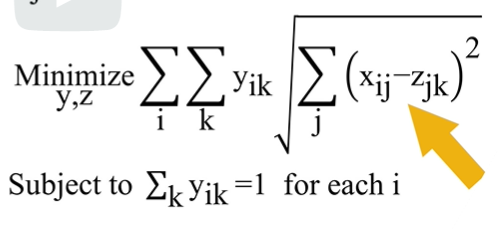 Minimize ∑ ∑ y_ik √ ∑ (x_ij − z_jk)^2
y,z i k j
Subject to ∑_k y_ik =1 for each i